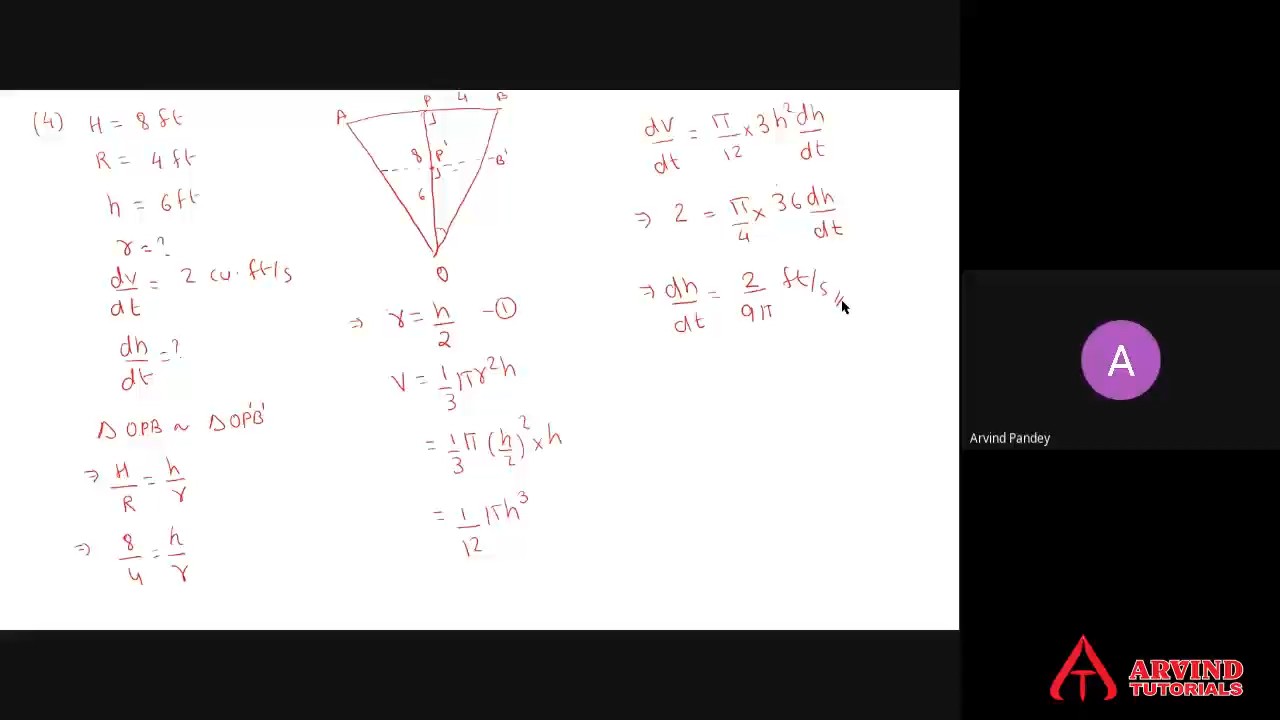 (4) H = 8 ft
R = 4 ft
h = 6 ft
r = ?
dv/dt = 2 cu. ft/s
dh/dt = ?
Δ OPB ~ Δ OP'B'
⇒ H/R = h/r
⇒ 8/4 = h/r
A P 4 B
8 P' B'
6
O
⇒ r = h/2 - ①
V = 1/3 πr²h
= 1/3 π (h/2)² × h
= 1/12 πh³
dv/dt = π/12 × 3h² dh/dt
⇒ 2 = π/4 × 36 dh/dt
⇒ dh/dt = 2/9π ft/s //
A
Arvind Pandey
ARVIND
TUTORIALS